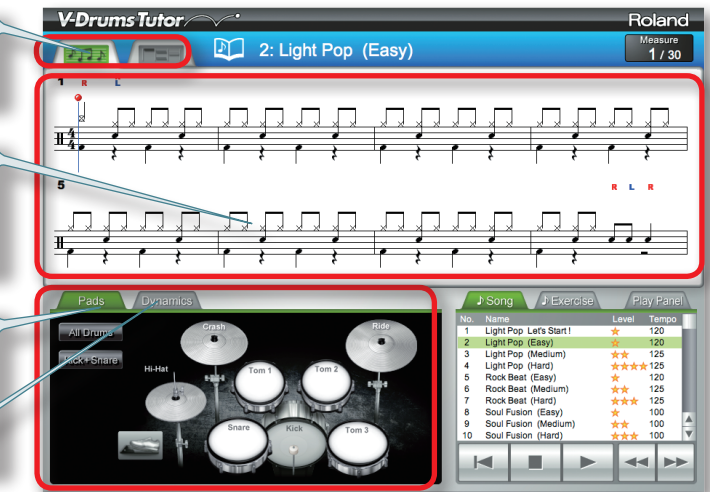 V-Drums Tutor
Roland
2: Light Pop (Easy)
Measure
1 / 30
1 R L
4
4
5 R L R
Pads Dynamics
All Drums
Kick+Snare
Crash
Ride
Hi-Hat
Tom 1
Tom 2
Snare
Kick
Tom 3
Song Exercise Play Panel
No. Name Level Tempo
1 Light Pop Let's Start ! 120
2 Light Pop (Easy) 120
3 Light Pop (Medium) 125
4 Light Pop (Hard) 125
5 Rock Beat (Easy) 120
6 Rock Beat (Medium) 125
7 Rock Beat (Hard) 125
8 Soul Fusion (Easy) 100
9 Soul Fusion (Medium) 100
10 Soul Fusion (Hard) 100